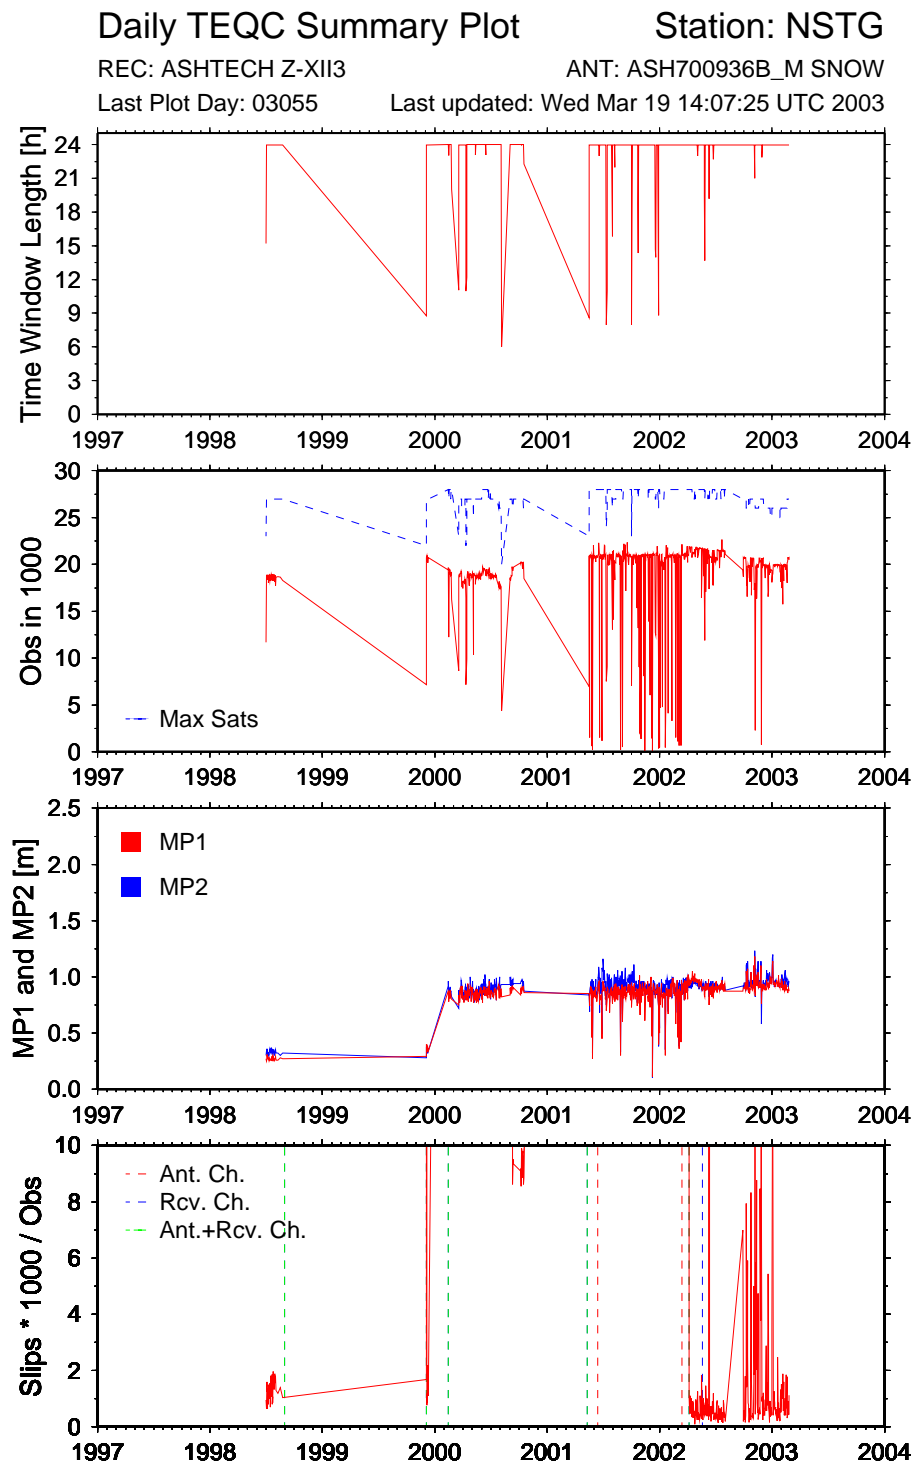 Daily TEQC Summary Plot Station: NSTG
REC: ASHTECH Z-XII3 ANT: ASH700936B_M SNOW
Last Plot Day: 03055 Last updated: Wed Mar 19 14:07:25 UTC 2003
Time Window Length [h]
24
21
18
15
12
9
6
3
0
1997 1998 1999 2000 2001 2002 2003 2004
Obs in 1000
30
25
20
15
10
5
0
Max Sats
1997 1998 1999 2000 2001 2002 2003 2004
MP1 and MP2 [m]
2.5
2.0
1.5
1.0
0.5
0.0
MP1
MP2
1997 1998 1999 2000 2001 2002 2003 2004
Slips * 1000 / Obs
10
8
6
4
2
0
Ant. Ch.
Rcv. Ch.
Ant.+Rcv. Ch.
1997 1998 1999 2000 2001 2002 2003 2004